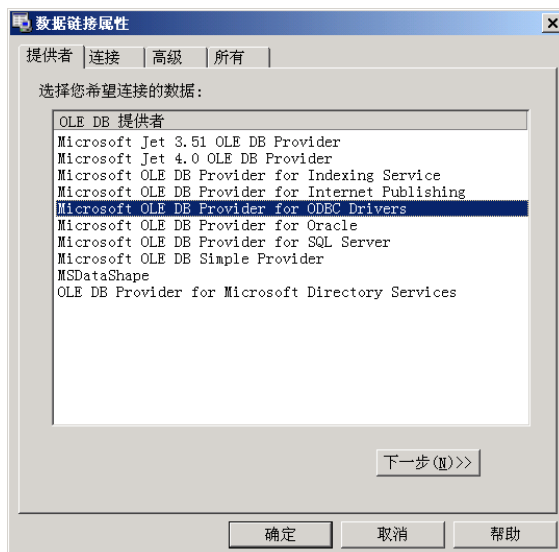 数据链接属性
提供者 连接 高级 所有
选择您希望连接的数据:
OLE DB 提供者
Microsoft Jet 3.51 OLE DB Provider
Microsoft Jet 4.0 OLE DB Provider
Microsoft OLE DB Provider for Indexing Service
Microsoft OLE DB Provider for Internet Publishing
Microsoft OLE DB Provider for ODBC Drivers
Microsoft OLE DB Provider for Oracle
Microsoft OLE DB Provider for SQL Server
Microsoft OLE DB Simple Provider
MSDataShape
OLE DB Provider for Microsoft Directory Services
下一步(N)>>
确定 取消 帮助